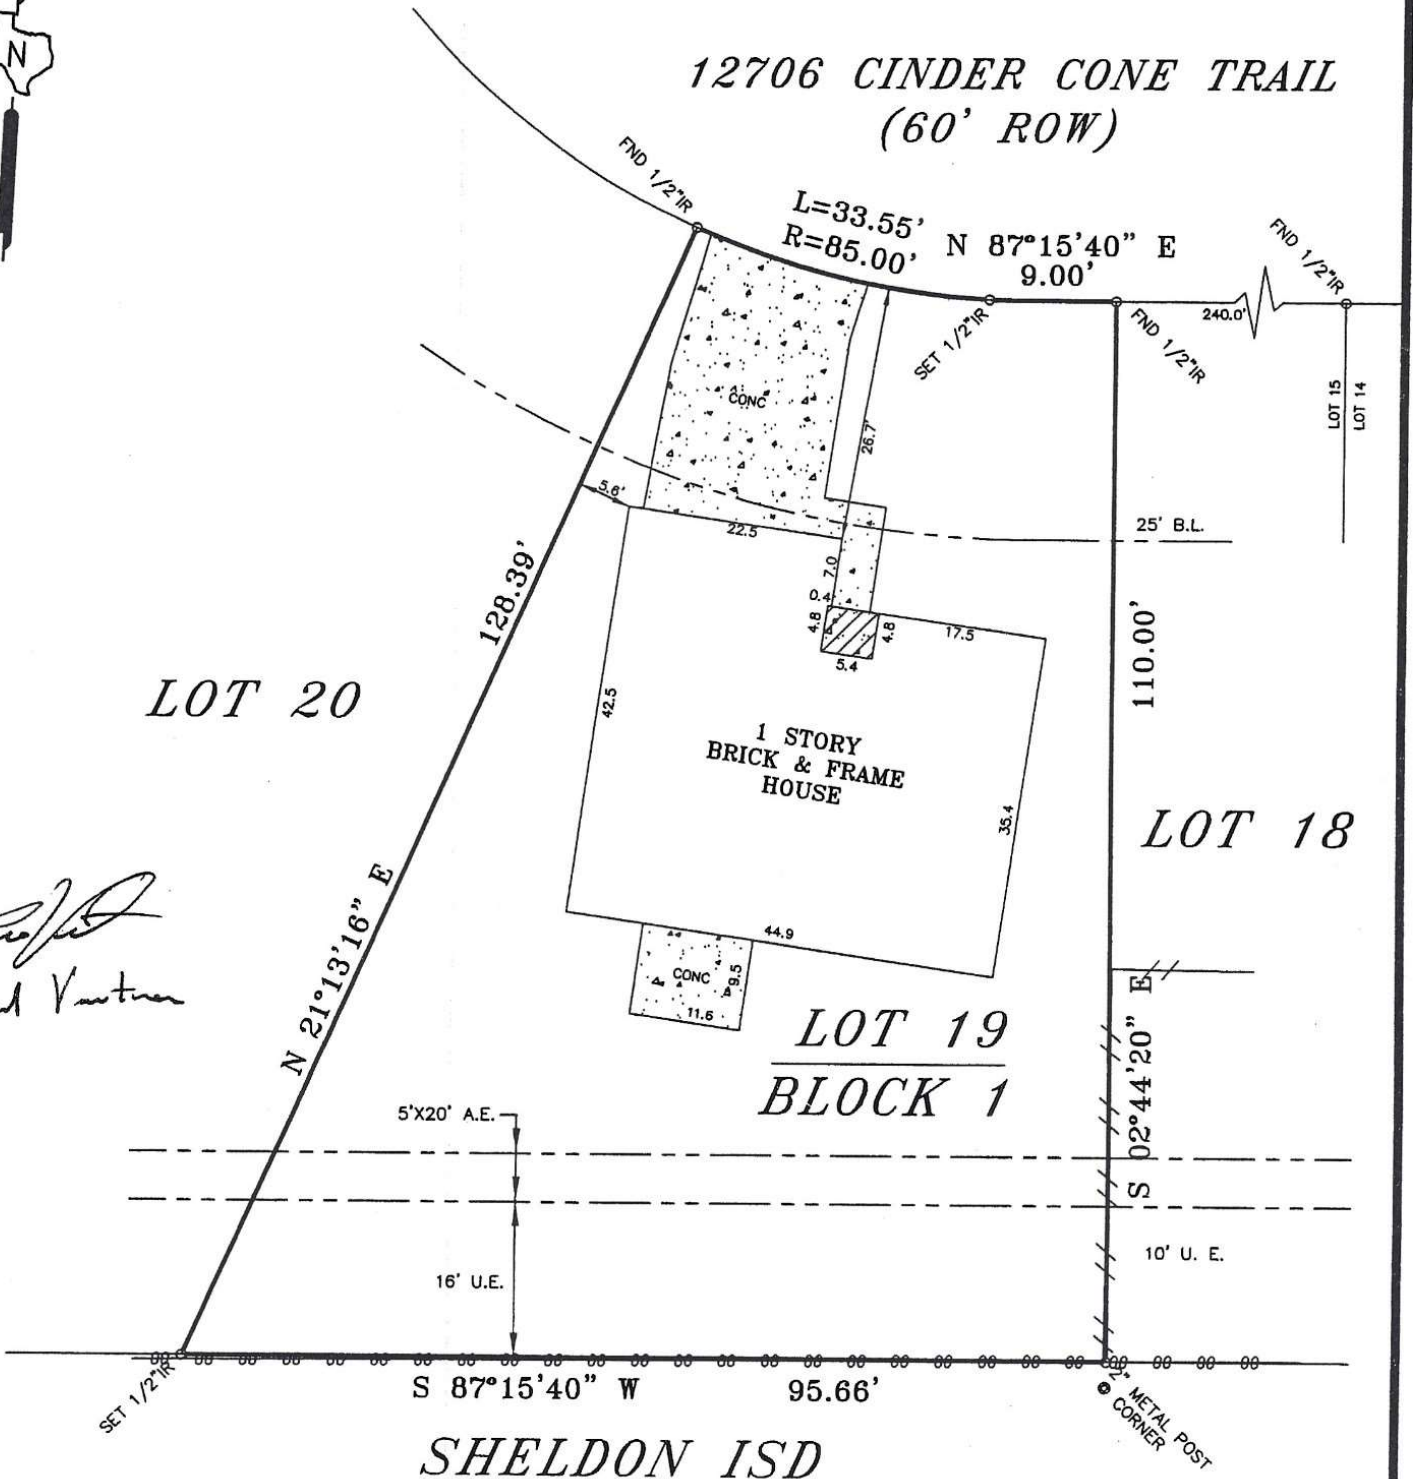 N
12706 CINDER CONE TRAIL
(60' ROW)
FND 1/2"IR
L=33.55'
R=85.00'
N 87°15'40" E
9.00'
FND 1/2"IR
240.0'
SET 1/2"IR
FND 1/2"IR
LOT 15
LOT 14
CONC
26.7'
5.6'
22.5
25' B.L.
128.39'
7.0
0.4
4.8
4.8
17.5
5.4
110.00'
LOT 20
42.5
1 STORY
BRICK & FRAME
HOUSE
35.4
LOT 18
N 21°13'16" E
44.9
CONC
9.5
11.6
LOT 19
BLOCK 1
S 02°44'20" E
5'X20' A.E.
16' U.E.
10' U. E.
SET 1/2"IR
S 87°15'40" W
95.66'
2" METAL POST
@ CORNER
SHELDON ISD